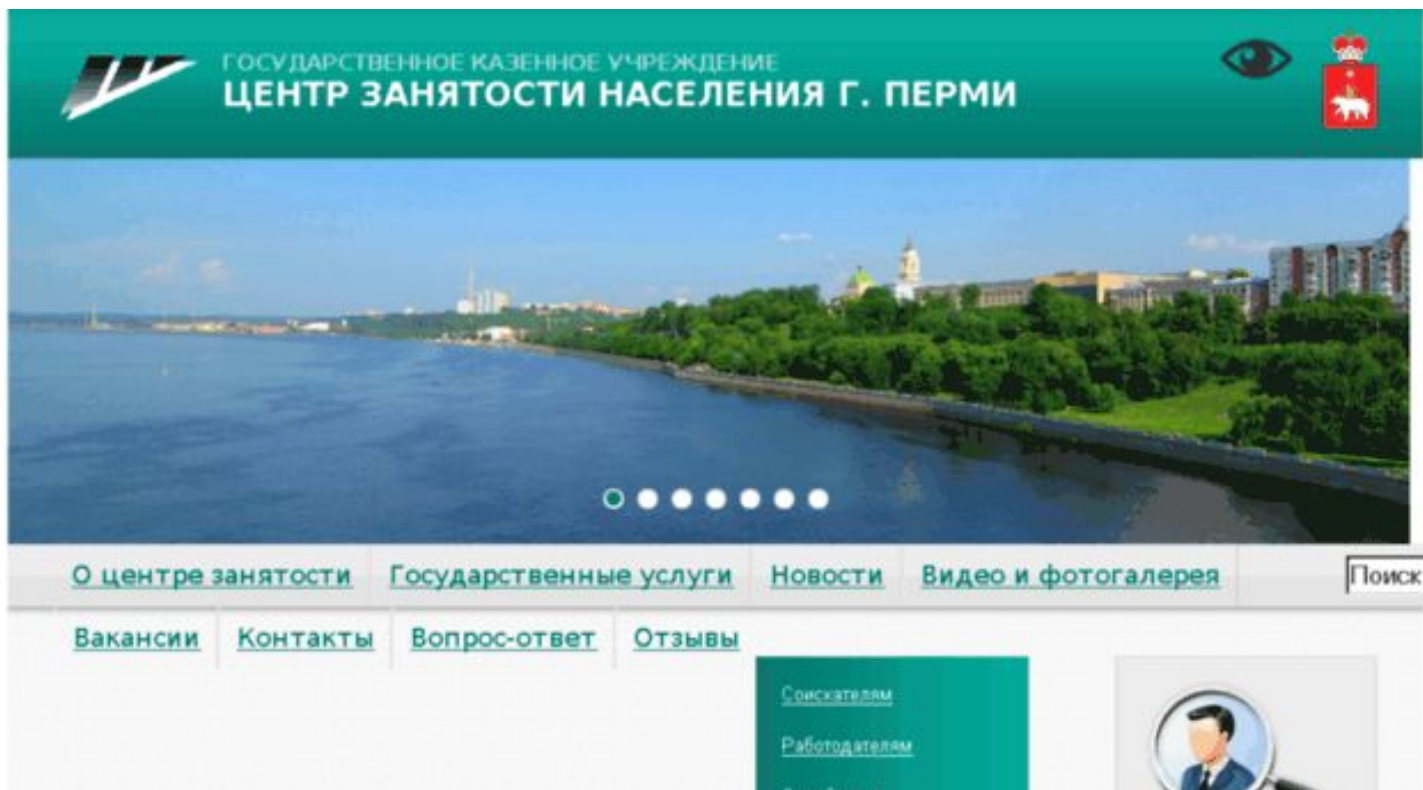 ГОСУДАРСТВЕННОЕ КАЗЕННОЕ УЧРЕЖДЕНИЕ
ЦЕНТР ЗАНЯТОСТИ НАСЕЛЕНИЯ Г. ПЕРМИ
О центре занятости Государственные услуги Новости Видео и фотогалерея Поиск
Вакансии Контакты Вопрос-ответ Отзывы
Соискателям
Работодателям